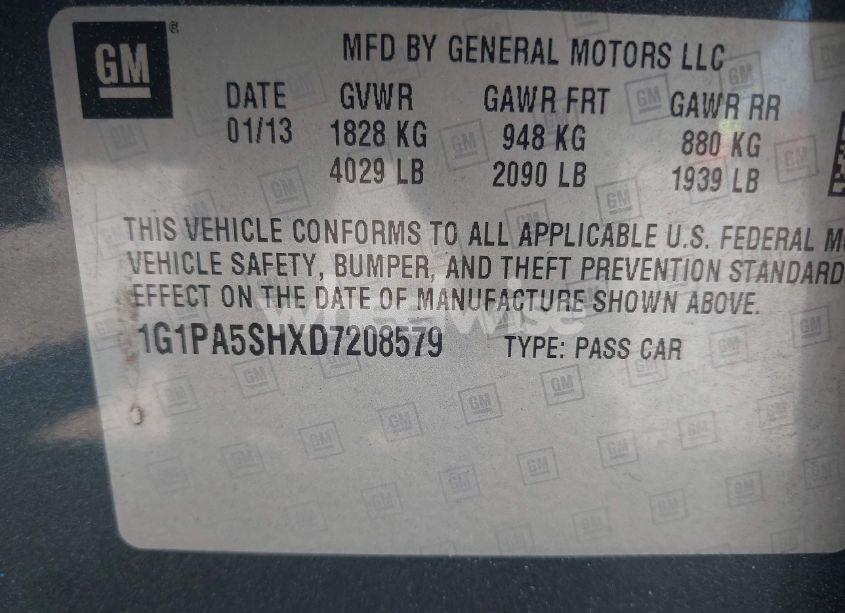 GM
MFD BY GENERAL MOTORS LLC
DATE GVWR GAWR FRT GAWR RR
01/13 1828 KG 948 KG 880 KG
4029 LB 2090 LB 1939 LB
THIS VEHICLE CONFORMS TO ALL APPLICABLE U.S. FEDERAL M
VEHICLE SAFETY, BUMPER, AND THEFT PREVENTION STANDARD
EFFECT ON THE DATE OF MANUFACTURE SHOWN ABOVE.
1G1PA5SHXD7208579 TYPE: PASS CAR